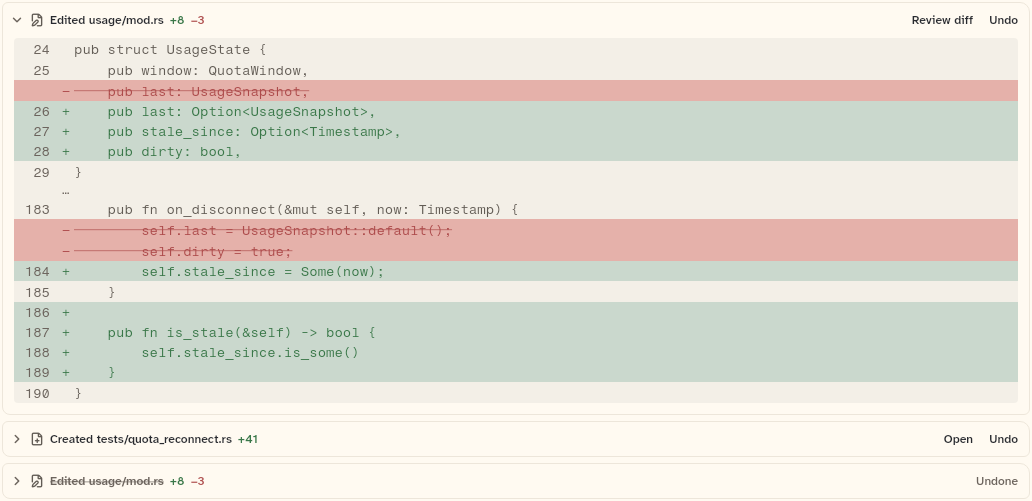 Edited usage/mod.rs +8 −3 Review diff Undo
24 pub struct UsageState {
25     pub window: QuotaWindow,
−     pub last: UsageSnapshot,
26 +     pub last: Option<UsageSnapshot>,
27 +     pub stale_since: Option<Timestamp>,
28 +     pub dirty: bool,
29 }
…
183     pub fn on_disconnect(&mut self, now: Timestamp) {
−         self.last = UsageSnapshot::default();
−         self.dirty = true;
184 +         self.stale_since = Some(now);
185     }
186 +
187 +     pub fn is_stale(&self) -> bool {
188 +         self.stale_since.is_some()
189 +     }
190 }
Created tests/quota_reconnect.rs +41 Open Undo
Edited usage/mod.rs +8 −3 Undone